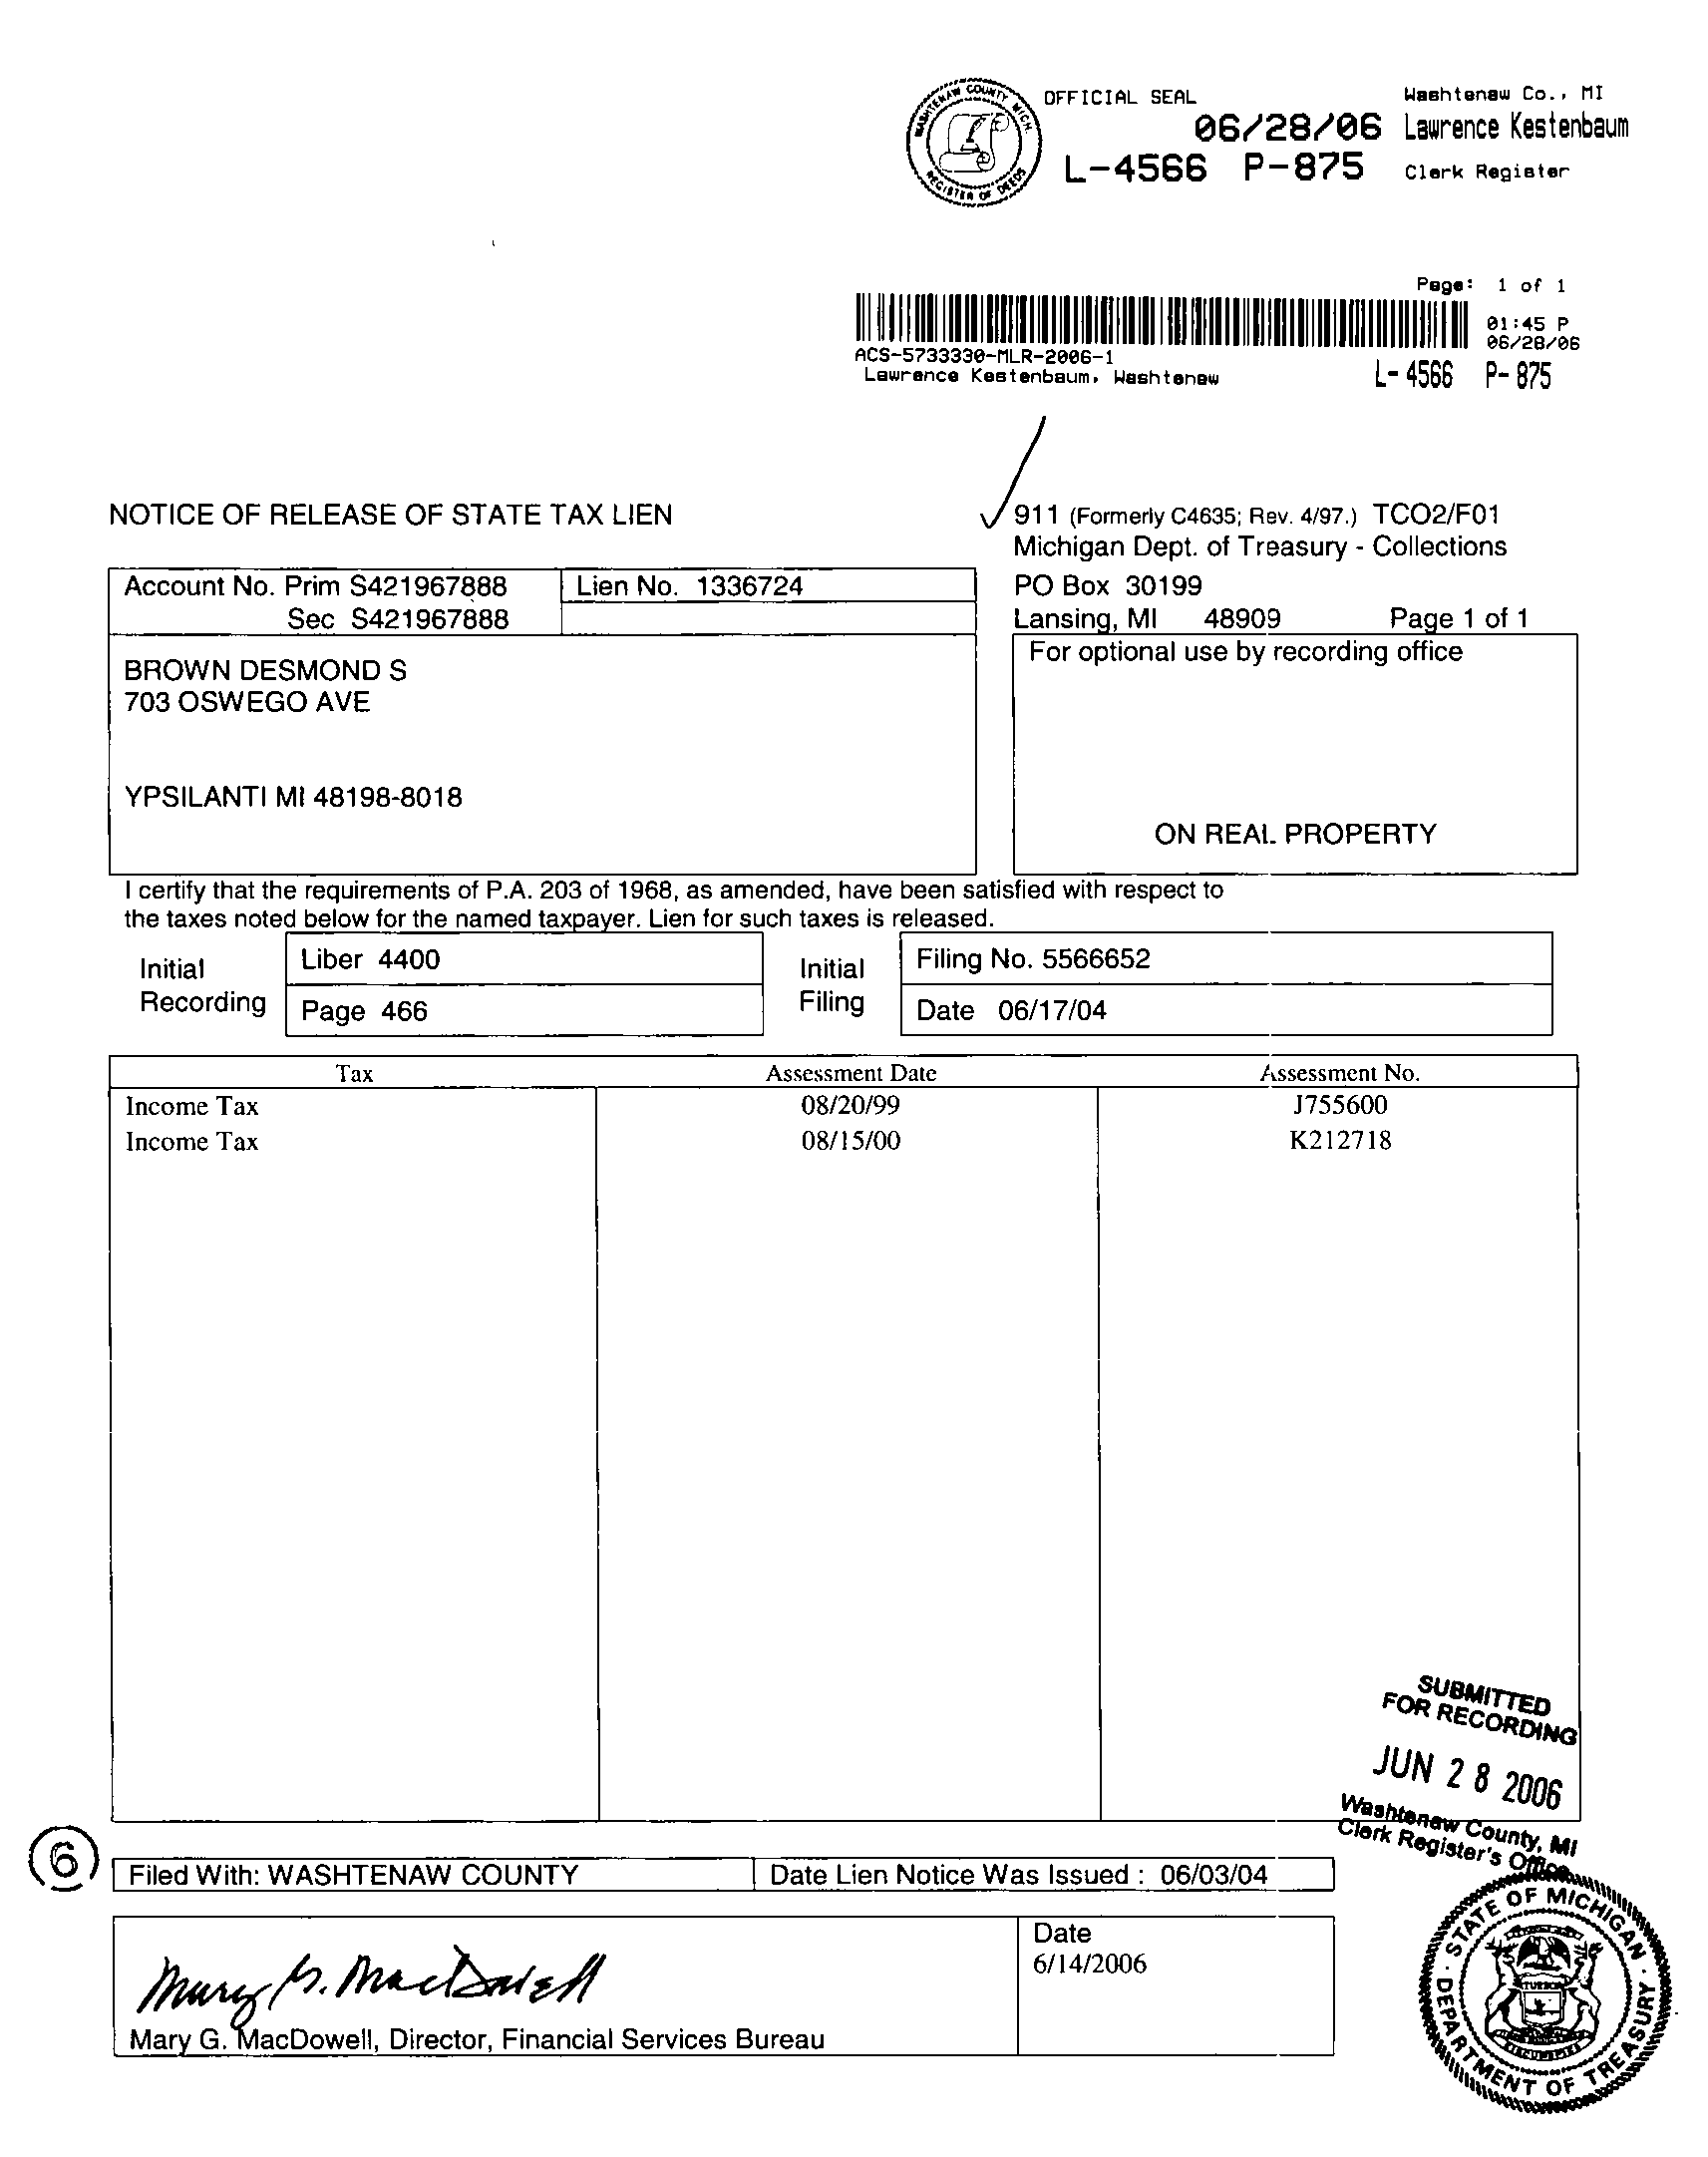 WASHTENAW COUNTY MICH.
REGISTER OF DEEDS
OFFICIAL SEAL
Washtenaw Co., MI
06/28/06 Lawrence Kestenbaum
L-4566 P-875 Clerk Register
Page: 1 of 1
01:45 P
06/28/06
ACS-5733330-MLR-2006-1
Lawrence Kestenbaum, Washtenaw
L- 4566 P- 875
NOTICE OF RELEASE OF STATE TAX LIEN
911 (Formerly C4635; Rev. 4/97.) TCO2/F01
Michigan Dept. of Treasury - Collections
Account No. Prim S421967888
Lien No. 1336724
PO Box 30199
Sec S421967888
Lansing, MI 48909 Page 1 of 1
For optional use by recording office
BROWN DESMOND S
703 OSWEGO AVE
YPSILANTI MI 48198-8018
ON REAL PROPERTY
I certify that the requirements of P.A. 203 of 1968, as amended, have been satisfied with respect to
the taxes noted below for the named taxpayer. Lien for such taxes is released.
Initial Recording
Liber 4400
Page 466
Initial Filing
Filing No. 5566652
Date 06/17/04
Tax Assessment Date Assessment No.
Income Tax 08/20/99 J755600
Income Tax 08/15/00 K212718
SUBMITTED
FOR RECORDING
JUN 28 2006
Washtenaw County, MI
Clerk Register's Office
6
Filed With: WASHTENAW COUNTY
Date Lien Notice Was Issued : 06/03/04
Mary G. MacDowell
Mary G. MacDowell, Director, Financial Services Bureau
Date
6/14/2006
STATE OF MICHIGAN
DEPARTMENT OF TREASURY